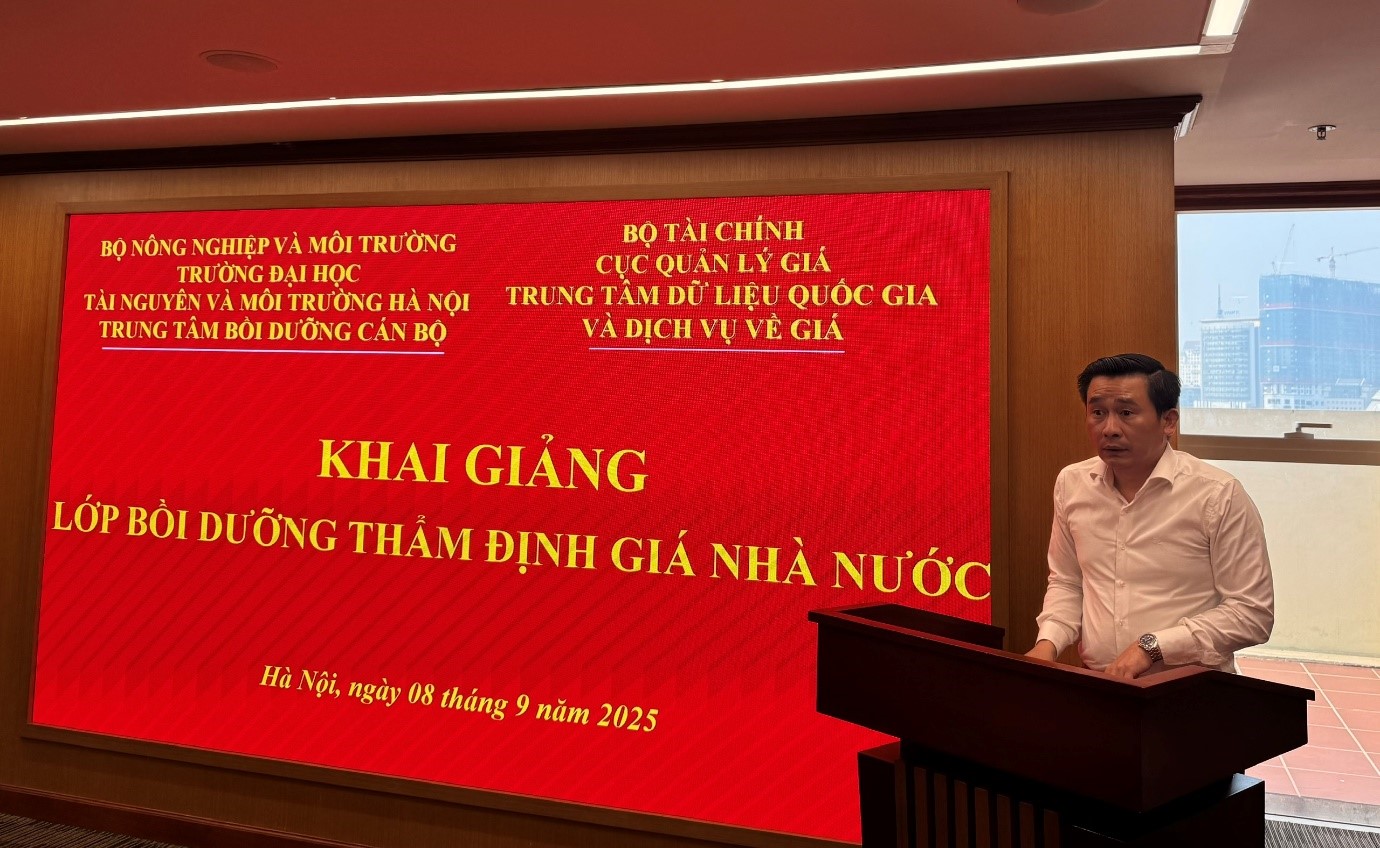 BỘ NÔNG NGHIỆP VÀ MÔI TRƯỜNG
TRƯỜNG ĐẠI HỌC
TÀI NGUYÊN VÀ MÔI TRƯỜNG HÀ NỘI
TRUNG TÂM BỒI DƯỠNG CÁN BỘ
BỘ TÀI CHÍNH
CỤC QUẢN LÝ GIÁ
TRUNG TÂM DỮ LIỆU QUỐC GIA
VÀ DỊCH VỤ VỀ GIÁ
KHAI GIẢNG
LỚP BỒI DƯỠNG THẨM ĐỊNH GIÁ NHÀ NƯỚC
Hà Nội, ngày 08 tháng 9 năm 2025